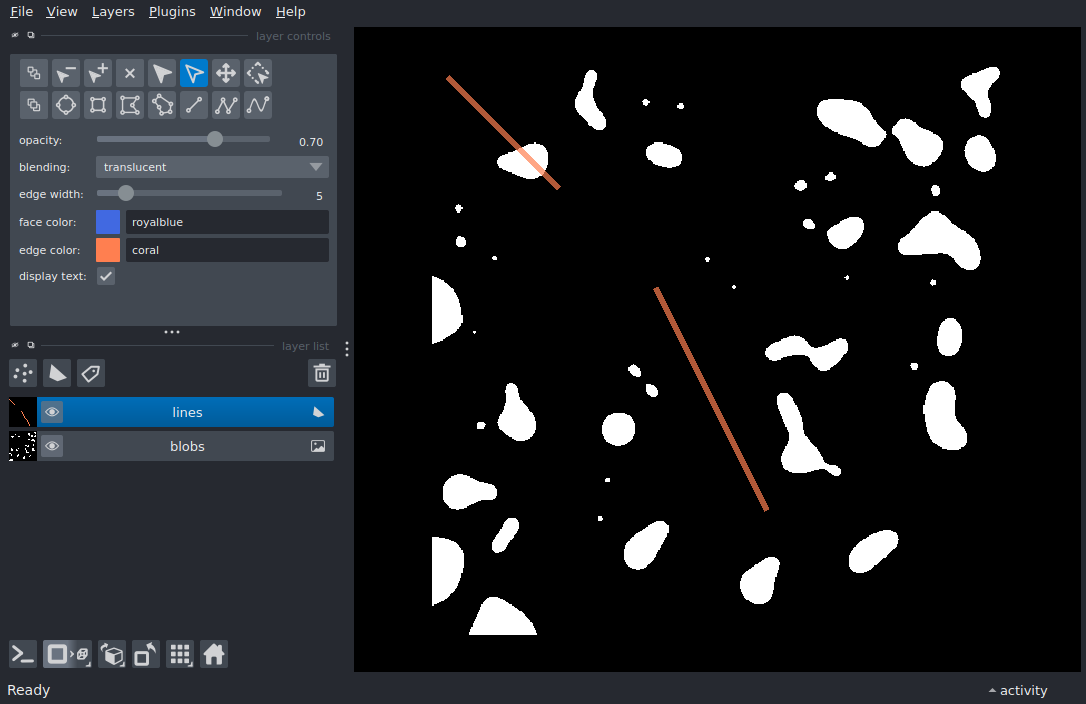 File View Layers Plugins Window Help
layer controls
opacity: 0.70
blending: translucent
edge width: 5
face color: royalblue
edge color: coral
display text:
layer list
lines
blobs
Ready activity